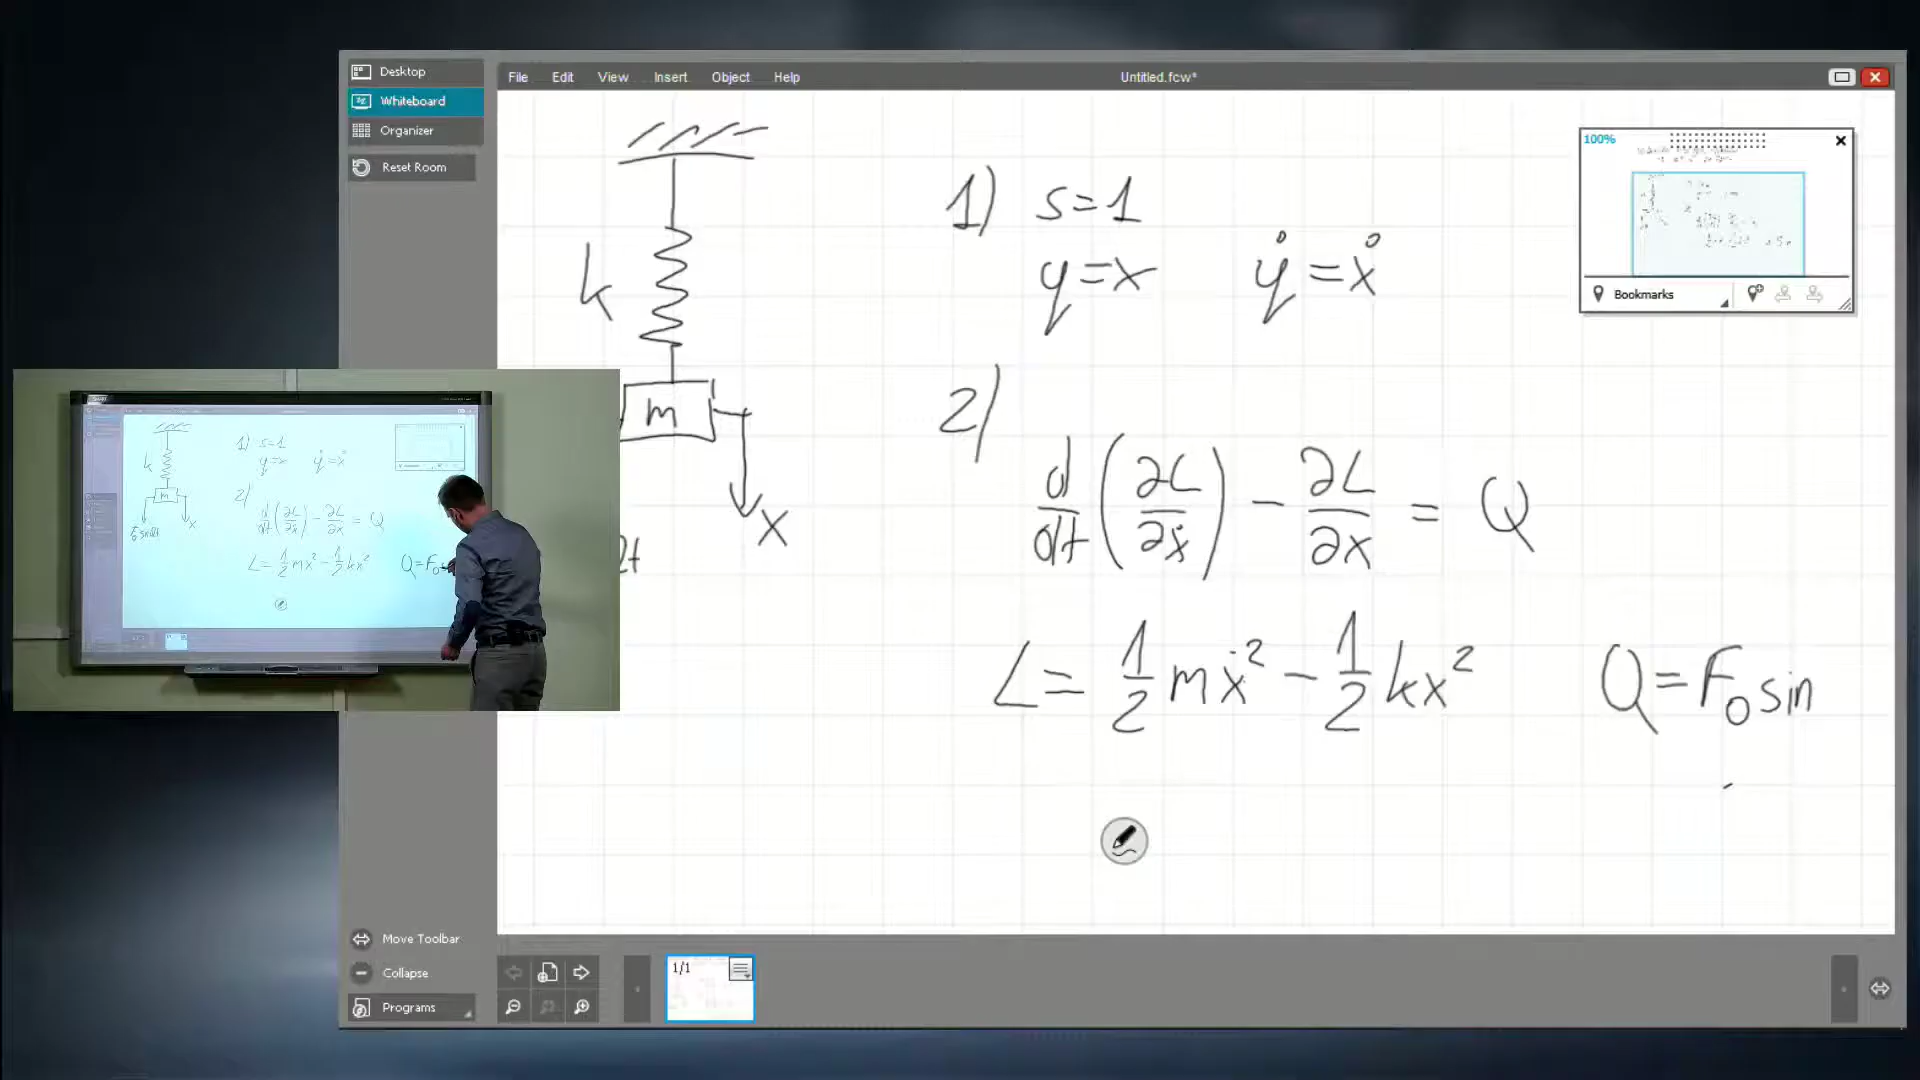 Desktop
Whiteboard
Organizer
Reset Room
File Edit View Insert Object Help
Untitled.fcw*
100%
Bookmarks
k
m
x
1) s=1
q=x q̇=ẋ
2)
d/dt (∂L/∂ẋ) - ∂L/∂x = Q
L = 1/2 mẋ² - 1/2 kx² Q=F₀sin
Move Toolbar
Collapse
Programs
1/1